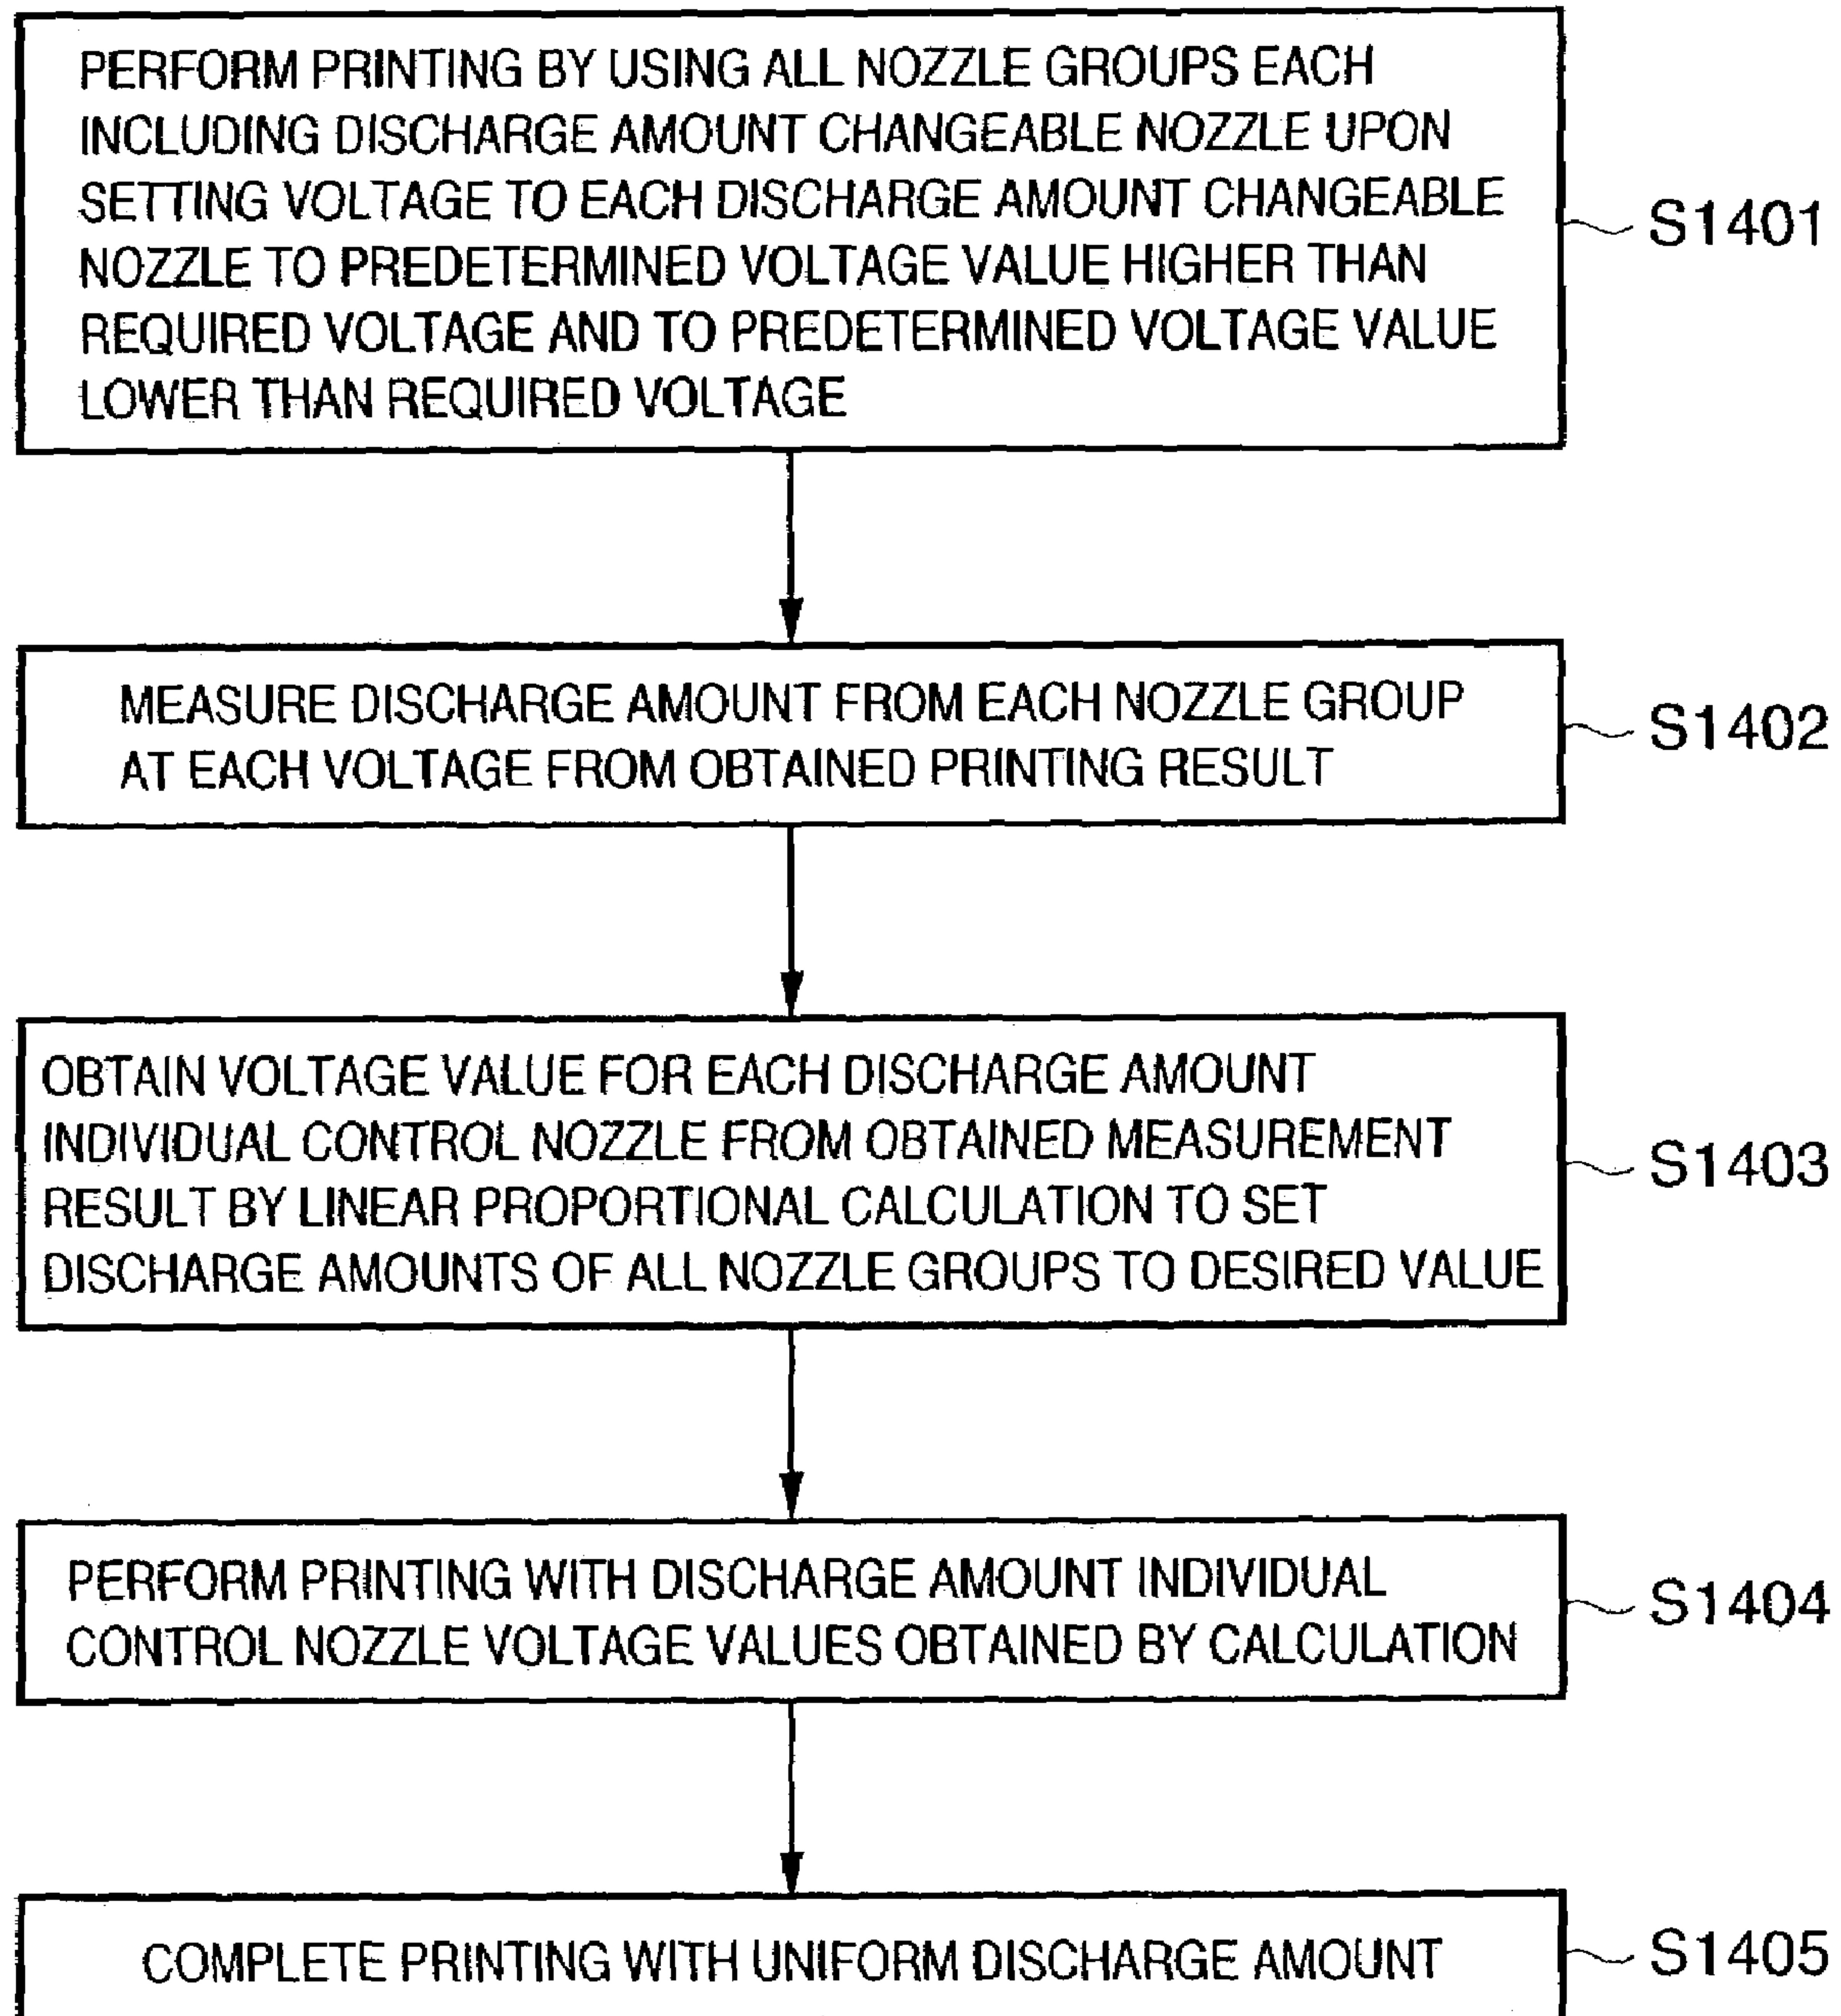 PERFORM PRINTING BY USING ALL NOZZLE GROUPS EACH
INCLUDING DISCHARGE AMOUNT CHANGEABLE NOZZLE UPON
SETTING VOLTAGE TO EACH DISCHARGE AMOUNT CHANGEABLE
NOZZLE TO PREDETERMINED VOLTAGE VALUE HIGHER THAN
REQUIRED VOLTAGE AND TO PREDETERMINED VOLTAGE VALUE
LOWER THAN REQUIRED VOLTAGE
S1401
MEASURE DISCHARGE AMOUNT FROM EACH NOZZLE GROUP
AT EACH VOLTAGE FROM OBTAINED PRINTING RESULT
S1402
OBTAIN VOLTAGE VALUE FOR EACH DISCHARGE AMOUNT
INDIVIDUAL CONTROL NOZZLE FROM OBTAINED MEASUREMENT
RESULT BY LINEAR PROPORTIONAL CALCULATION TO SET
DISCHARGE AMOUNTS OF ALL NOZZLE GROUPS TO DESIRED VALUE
S1403
PERFORM PRINTING WITH DISCHARGE AMOUNT INDIVIDUAL
CONTROL NOZZLE VOLTAGE VALUES OBTAINED BY CALCULATION
S1404
COMPLETE PRINTING WITH UNIFORM DISCHARGE AMOUNT
S1405